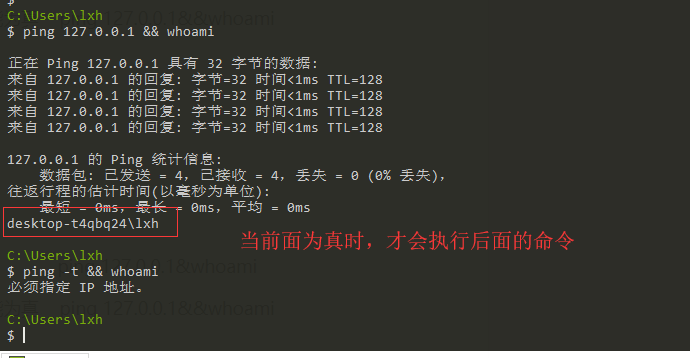 $
C:\Users\lxh
$ ping 127.0.0.1 && whoami
正在 Ping 127.0.0.1 具有 32 字节的数据:
来自 127.0.0.1 的回复: 字节=32 时间<1ms TTL=128
来自 127.0.0.1 的回复: 字节=32 时间<1ms TTL=128
来自 127.0.0.1 的回复: 字节=32 时间<1ms TTL=128
来自 127.0.0.1 的回复: 字节=32 时间<1ms TTL=128
127.0.0.1 的 Ping 统计信息:
数据包: 已发送 = 4，已接收 = 4，丢失 = 0 (0% 丢失)，
往返行程的估计时间(以毫秒为单位):
最短 = 0ms，最长 = 0ms，平均 = 0ms
desktop-t4qbq24\lxh
当前面为真时，才会执行后面的命令
C:\Users\lxh
$ ping -t && whoami
必须指定 IP 地址。
C:\Users\lxh
$